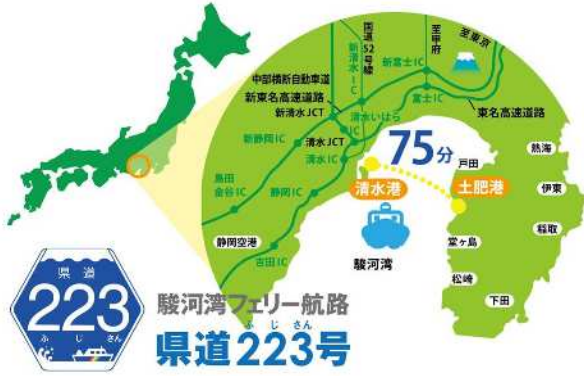 国道52号線
至甲府
至東京
新清水IC
新富士IC
中部横断自動車道
富士IC
新東名高速道路
東名高速道路
新清水JCT
清水いはらIC
新静岡IC
清水JCT
75分
戸田
熱海
清水IC
島田
金谷IC
静岡IC
清水港
土肥港
伊東
稲取
静岡空港
堂ヶ島
駿河湾
吉田IC
松崎
下田
県道
223
ふじさん
駿河湾フェリー航路
ふ じ さん
県道223号